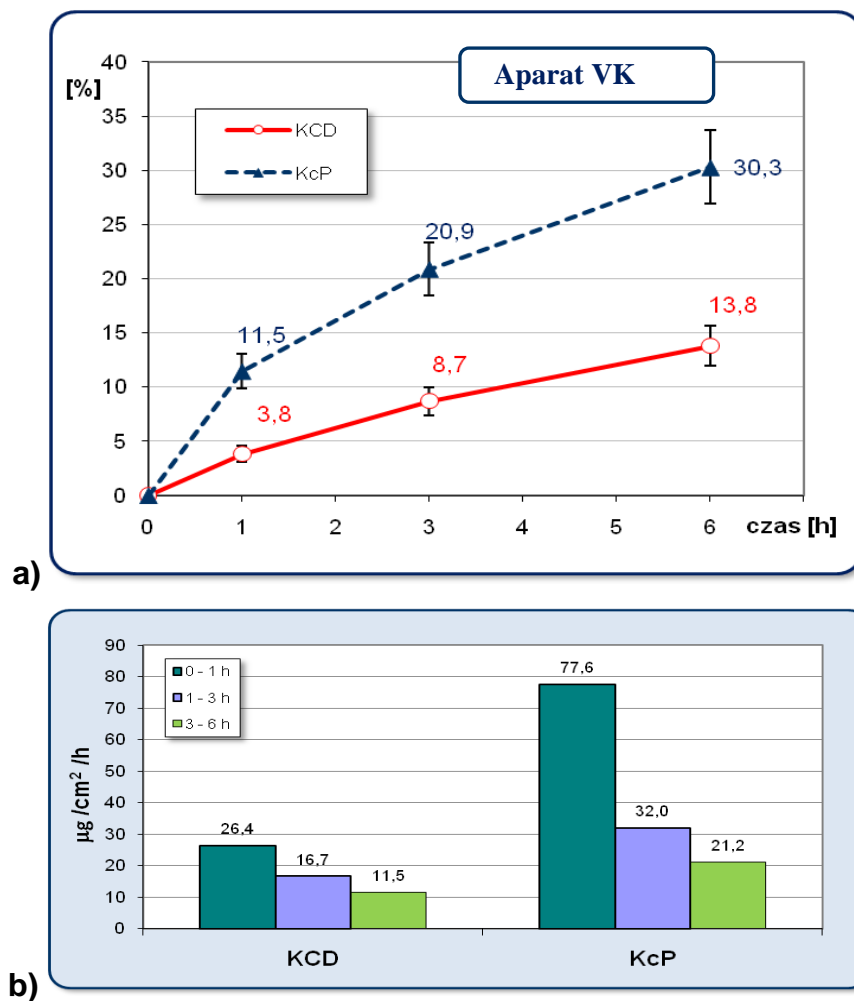 Aparat VK
[%]
40
35
30
25
20
15
10
5
0
KCD
KcP
11,5
20,9
30,3
3,8
8,7
13,8
0 1 2 3 4 5 6 czas [h]
a)
90
80
70
60
50
40
30
20
10
0
µg /cm² /h
0 - 1 h
1 - 3 h
3 - 6 h
26,4
16,7
11,5
77,6
32,0
21,2
KCD KcP
b)